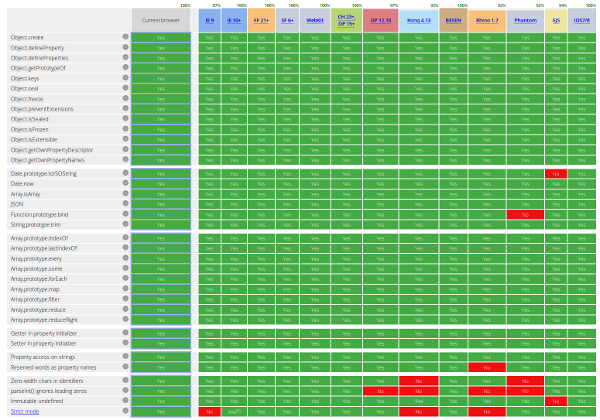 100% 97% 100% 100% 100% 100% 100% 97% 92% 100% 92% 92% 94% 100%
Current browser IE 9 IE 10+ FF 21+ SF 6+ WebKit CH 23+ OP 15+ OP 12.10 Konq 4.13 BESEN Rhino 1.7 Phantom EJS iOS7/8
Object.create Yes Yes Yes Yes Yes Yes Yes Yes Yes Yes Yes Yes Yes Yes
Object.defineProperty Yes Yes Yes Yes Yes Yes Yes Yes Yes Yes Yes Yes Yes Yes
Object.defineProperties Yes Yes Yes Yes Yes Yes Yes Yes Yes Yes Yes Yes Yes Yes
Object.getPrototypeOf Yes Yes Yes Yes Yes Yes Yes Yes Yes Yes Yes Yes Yes Yes
Object.keys Yes Yes Yes Yes Yes Yes Yes Yes Yes Yes Yes Yes Yes Yes
Object.seal Yes Yes Yes Yes Yes Yes Yes Yes Yes Yes Yes Yes Yes Yes
Object.freeze Yes Yes Yes Yes Yes Yes Yes Yes Yes Yes Yes Yes Yes Yes
Object.preventExtensions Yes Yes Yes Yes Yes Yes Yes Yes Yes Yes Yes Yes Yes Yes
Object.isSealed Yes Yes Yes Yes Yes Yes Yes Yes Yes Yes Yes Yes Yes Yes
Object.isFrozen Yes Yes Yes Yes Yes Yes Yes Yes Yes Yes Yes Yes Yes Yes
Object.isExtensible Yes Yes Yes Yes Yes Yes Yes Yes Yes Yes Yes Yes Yes Yes
Object.getOwnPropertyDescriptor Yes Yes Yes Yes Yes Yes Yes Yes Yes Yes Yes Yes Yes Yes
Object.getOwnPropertyNames Yes Yes Yes Yes Yes Yes Yes Yes Yes Yes Yes Yes Yes Yes
Date.prototype.toISOString Yes Yes Yes Yes Yes Yes Yes Yes Yes Yes Yes Yes No Yes
Date.now Yes Yes Yes Yes Yes Yes Yes Yes Yes Yes Yes Yes Yes Yes
Array.isArray Yes Yes Yes Yes Yes Yes Yes Yes Yes Yes Yes Yes Yes Yes
JSON Yes Yes Yes Yes Yes Yes Yes Yes Yes Yes Yes Yes Yes Yes
Function.prototype.bind Yes Yes Yes Yes Yes Yes Yes Yes Yes Yes Yes No Yes Yes
String.prototype.trim Yes Yes Yes Yes Yes Yes Yes Yes Yes Yes Yes Yes Yes Yes
Array.prototype.indexOf Yes Yes Yes Yes Yes Yes Yes Yes Yes Yes Yes Yes Yes Yes
Array.prototype.lastIndexOf Yes Yes Yes Yes Yes Yes Yes Yes Yes Yes Yes Yes Yes Yes
Array.prototype.every Yes Yes Yes Yes Yes Yes Yes Yes Yes Yes Yes Yes Yes Yes
Array.prototype.some Yes Yes Yes Yes Yes Yes Yes Yes Yes Yes Yes Yes Yes Yes
Array.prototype.forEach Yes Yes Yes Yes Yes Yes Yes Yes Yes Yes Yes Yes Yes Yes
Array.prototype.map Yes Yes Yes Yes Yes Yes Yes Yes Yes Yes Yes Yes Yes Yes
Array.prototype.filter Yes Yes Yes Yes Yes Yes Yes Yes Yes Yes Yes Yes Yes Yes
Array.prototype.reduce Yes Yes Yes Yes Yes Yes Yes Yes Yes Yes Yes Yes Yes Yes
Array.prototype.reduceRight Yes Yes Yes Yes Yes Yes Yes Yes Yes Yes Yes Yes Yes Yes
Getter in property initializer Yes Yes Yes Yes Yes Yes Yes Yes Yes Yes Yes Yes Yes Yes
Setter in property initializer Yes Yes Yes Yes Yes Yes Yes Yes Yes Yes Yes Yes Yes Yes
Property access on strings Yes Yes Yes Yes Yes Yes Yes Yes Yes Yes Yes Yes Yes Yes
Reserved words as property names Yes Yes Yes Yes Yes Yes Yes Yes Yes Yes No Yes Yes Yes
Zero-width chars in identifiers Yes Yes Yes Yes Yes Yes Yes Yes No Yes Yes No Yes Yes
parseInt() ignores leading zeros Yes Yes Yes Yes Yes Yes Yes No No Yes No No Yes Yes
Immutable undefined Yes Yes Yes Yes Yes Yes Yes Yes Yes Yes Yes Yes No Yes
Strict mode Yes No Yes Yes Yes Yes Yes Yes No Yes No Yes No Yes